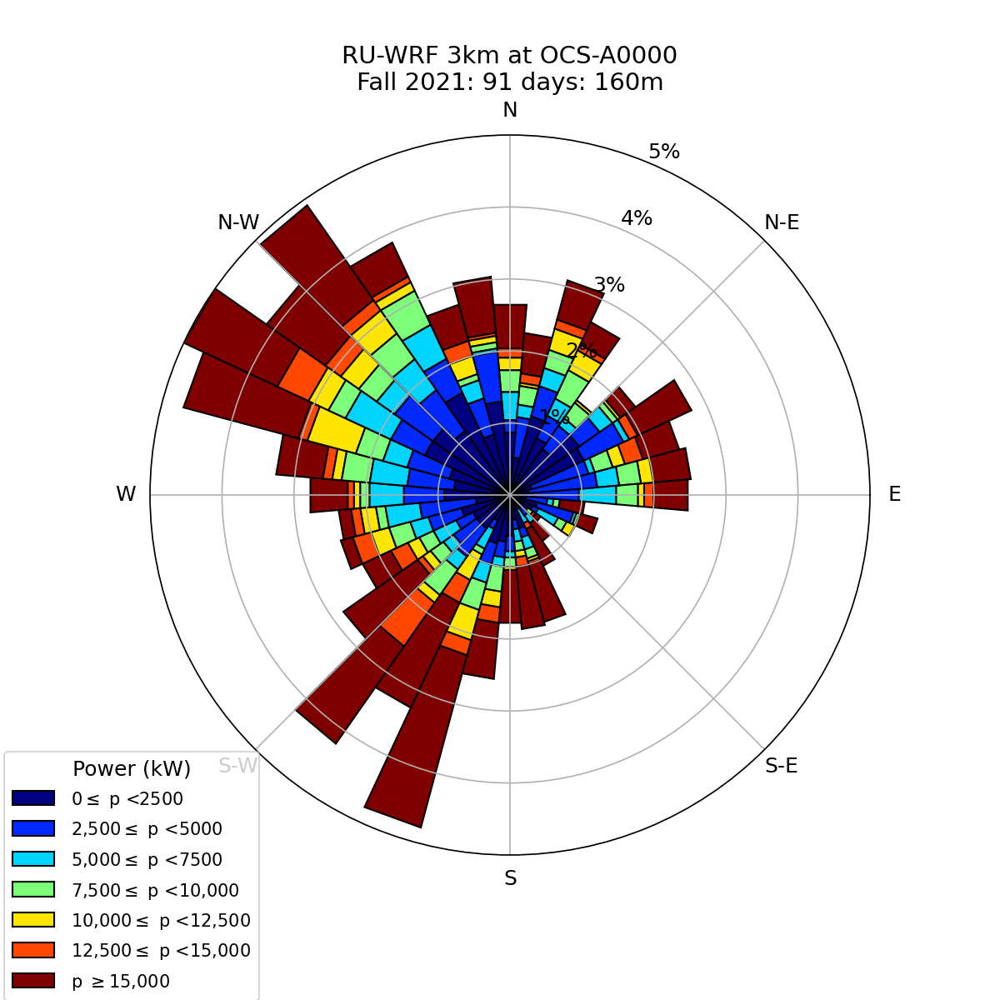 RU-WRF 3km at OCS-A0000
Fall 2021: 91 days: 160m
N
5%
N-W
4%
N-E
3%
2%
1%
W
E
S-W
S-E
S
Power (kW)
0≤ p <2500
2,500≤ p <5000
5,000≤ p <7500
7,500≤ p <10,000
10,000≤ p <12,500
12,500≤ p <15,000
p ≥15,000